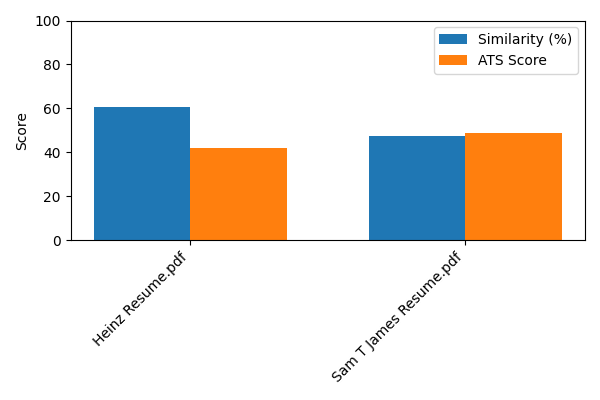 100
80
60
40
20
0
Score
Similarity (%)
ATS Score
Heinz Resume.pdf
Sam T James Resume.pdf